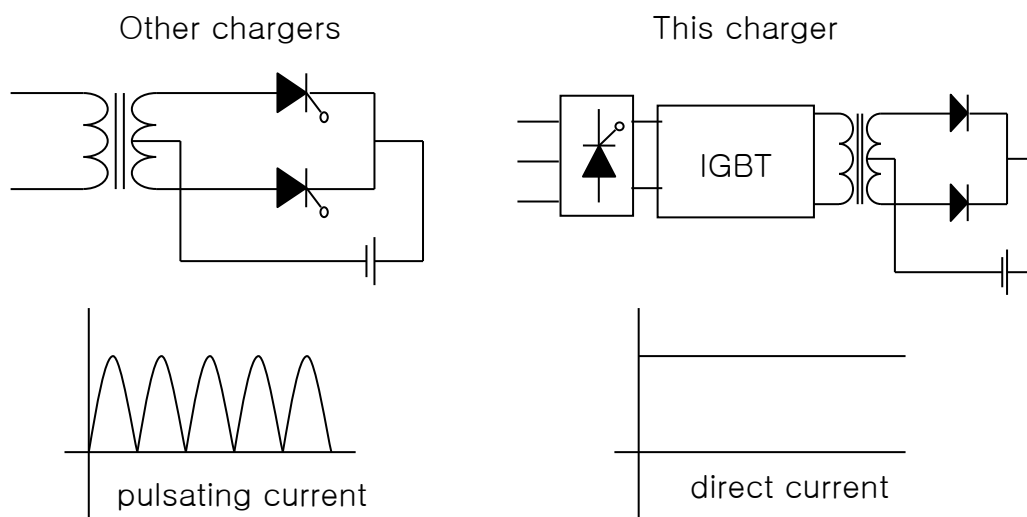 Other chargers
This charger
IGBT
pulsating current
direct current